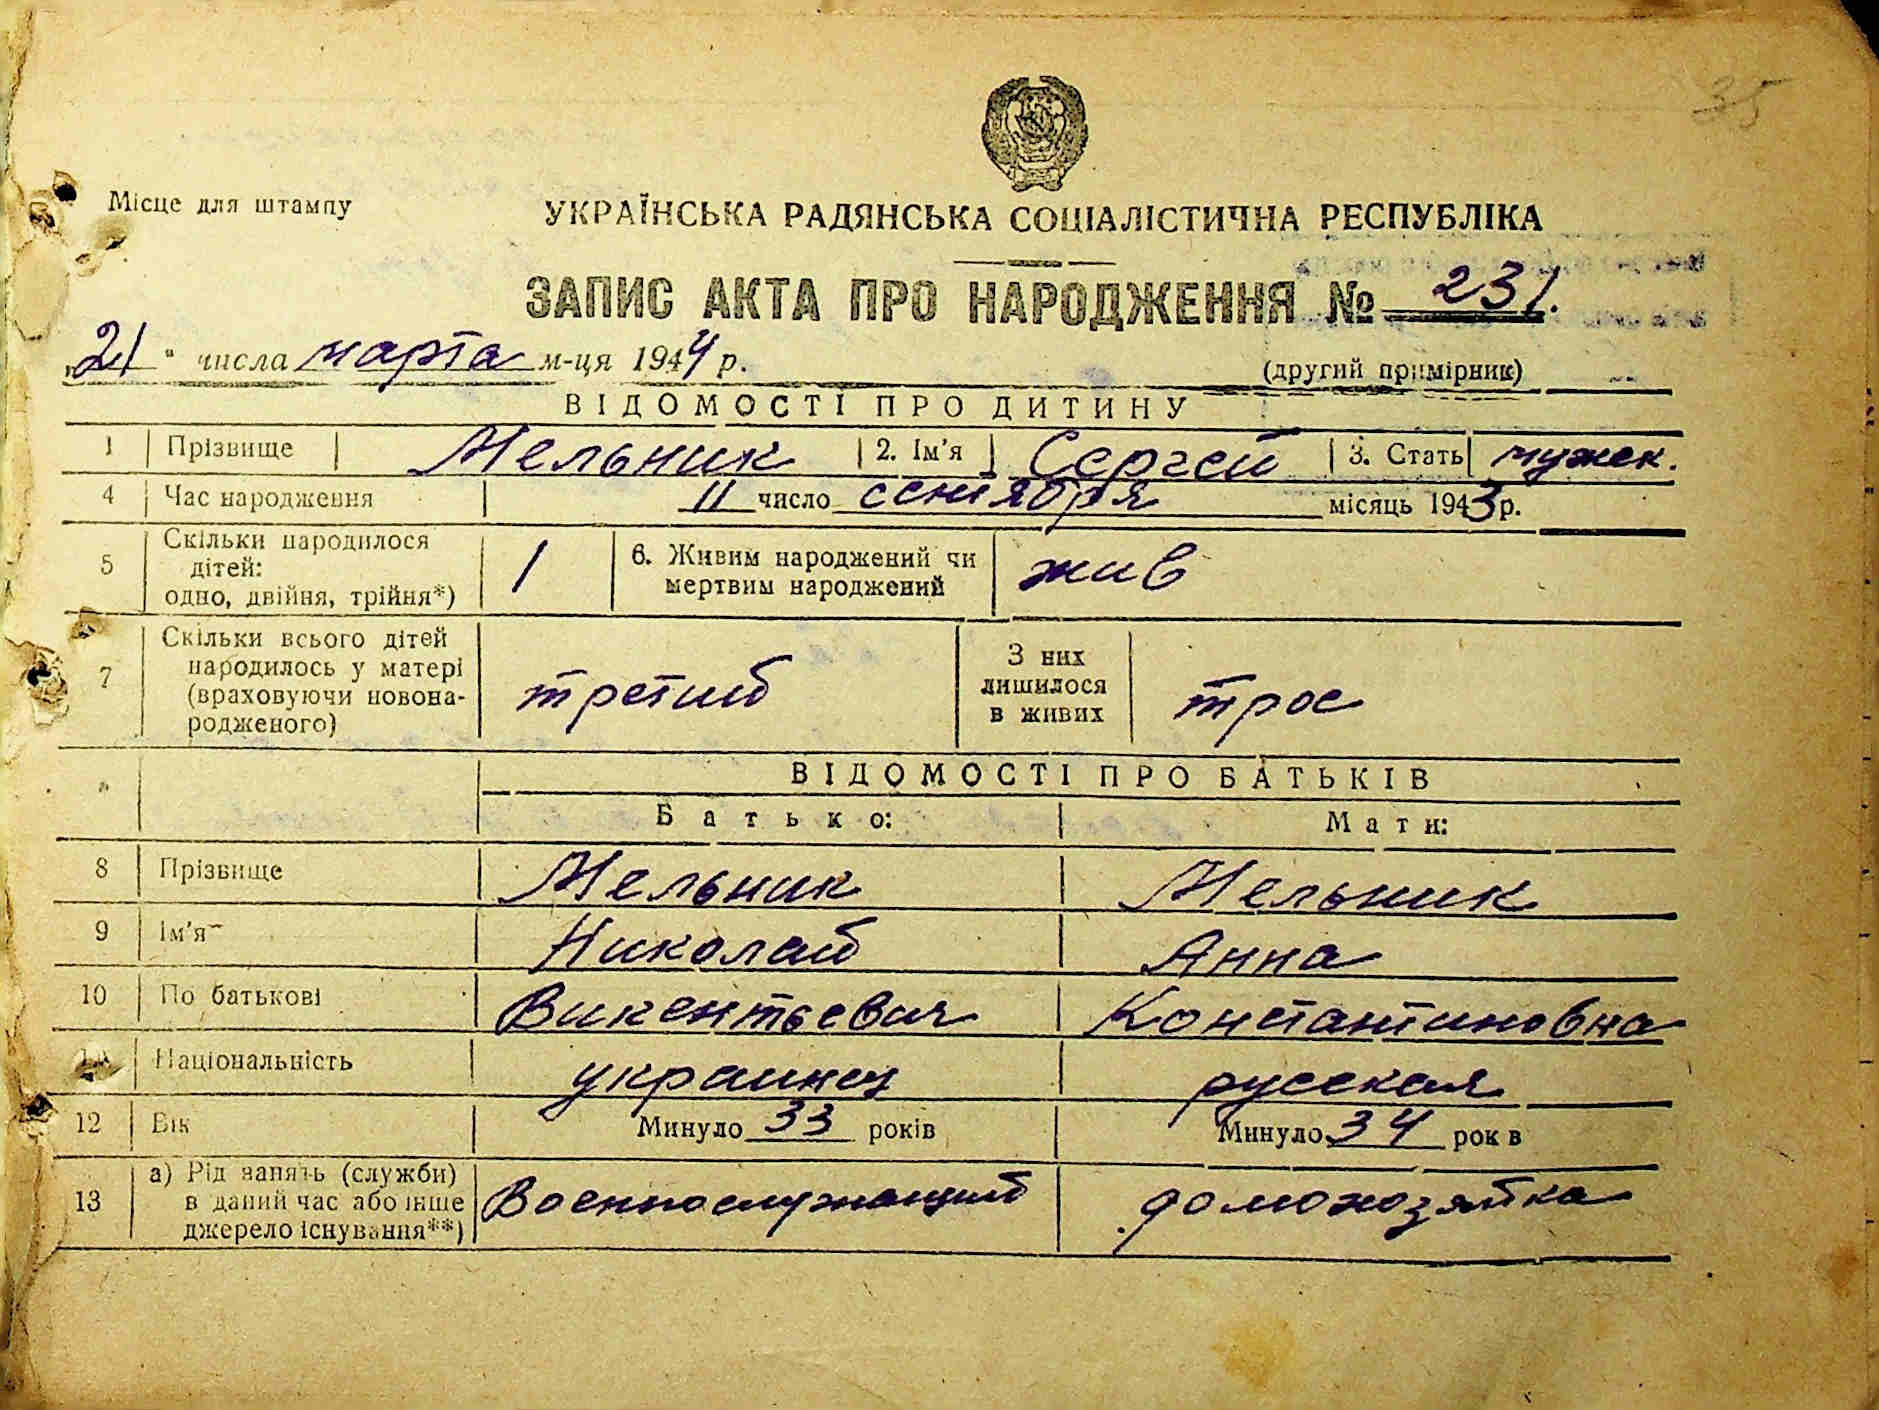 35
Місце для штампу
УКРАЇНСЬКА РАДЯНСЬКА СОЦІАЛІСТИЧНА РЕСПУБЛІКА
ЗАПИС АКТА ПРО НАРОДЖЕННЯ № 231.
„21" числа марта м-ця 1944 р.
(другий примірник)
ВІДОМОСТІ ПРО ДИТИНУ
1 Прізвище Мельник 2. Ім'я Сергей 3. Стать мужск.
4 Час народження 11 число сентября місяць 1943 р.
5 Скільки народилося дітей: одно, двійня, трійня*) 1 6. Живим народжений чи мертвим народжений жив
7 Скільки всього дітей народилось у матері (враховуючи новонародженого) третий З них лишилося в живих трое
ВІДОМОСТІ ПРО БАТЬКІВ
Батько: Мати:
8 Прізвище Мельник Мельник
9 Ім'я Николай Анна
10 По батькові Викентьевич Константиновна
11 Національність украинец русская
12 Вік Минуло 33 років Минуло 34 рок в
13 а) Рід занять (служби) в даний час або інше джерело існування**) Военнослужащий домохозяйка